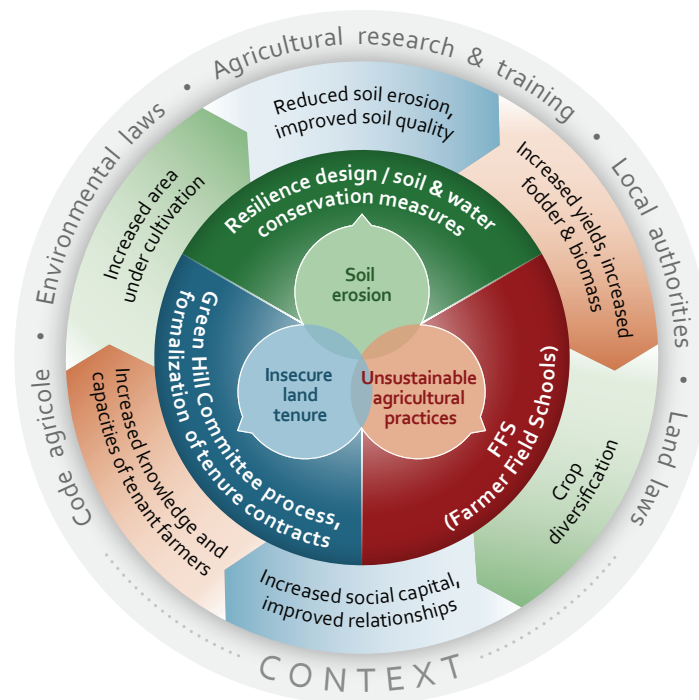 Code agricole • Environmental laws • Agricultural research & training • Local authorities • Land laws
Reduced soil erosion,
improved soil quality
Increased yields, increased
fodder & biomass
Crop
diversification
Increased social capital,
improved relationships
Increased knowledge and
capacities of tenant farmers
Increased area
under cultivation
Resilience design / soil & water
conservation measures
FFS
(Farmer Field Schools)
Green Hill Committee process,
formalization of tenure contracts
Soil
erosion
Insecure
land
tenure
Unsustainable
agricultural
practices
CONTEXT